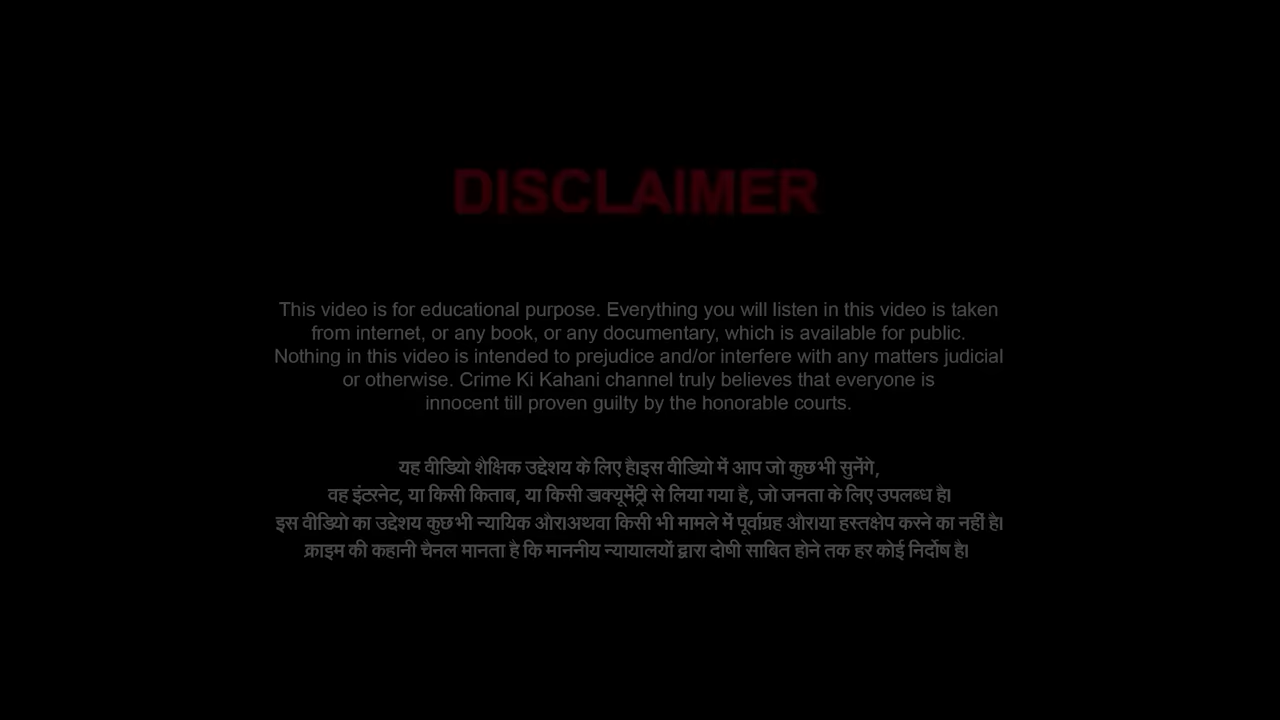 DISCLAIMER
This video is for educational purpose. Everything you will listen in this video is taken
from internet, or any book, or any documentary, which is available for public.
Nothing in this video is intended to prejudice and/or interfere with any matters judicial
or otherwise. Crime Ki Kahani channel truly believes that everyone is
innocent till proven guilty by the honorable courts.
यह वीडियो शैक्षिक उद्देशय के लिए है।इस वीडियो में आप जो कुछ भी सुनेंगे,
वह इंटरनेट, या किसी किताब, या किसी डाक्यूमेंट्री से लिया गया है, जो जनता के लिए उपलब्ध है।
इस वीडियो का उद्देशय कुछ भी न्यायिक और।अथवा किसी भी मामले में पूर्वाग्रह और।या हस्तक्षेप करने का नहीं है।
क्राइम की कहानी चैनल मानता है कि माननीय न्यायालयों द्वारा दोषी साबित होने तक हर कोई निर्दोष है।